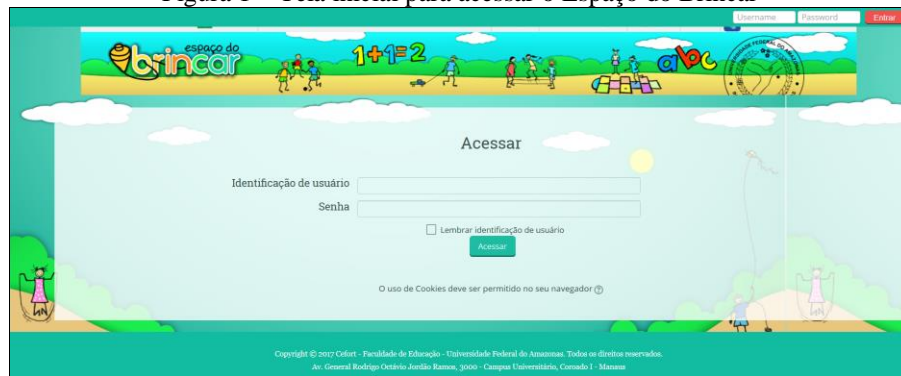 Figura 1 – Tela inicial para acessar o Espaço do Brincar
Username Password Entrar
espaço do
brincar
1+1=2
abc
Acessar
Identificação de usuário
Senha
Lembrar identificação de usuário
Acessar
O uso de Cookies deve ser permitido no seu navegador
Copyright © 2017 Cefort - Faculdade de Educação - Universidade Federal do Amazonas. Todos os direitos reservados.
Av. General Rodrigo Octávio Jordão Ramos, 3000 - Campus Universitário, Coroado I - Manaus